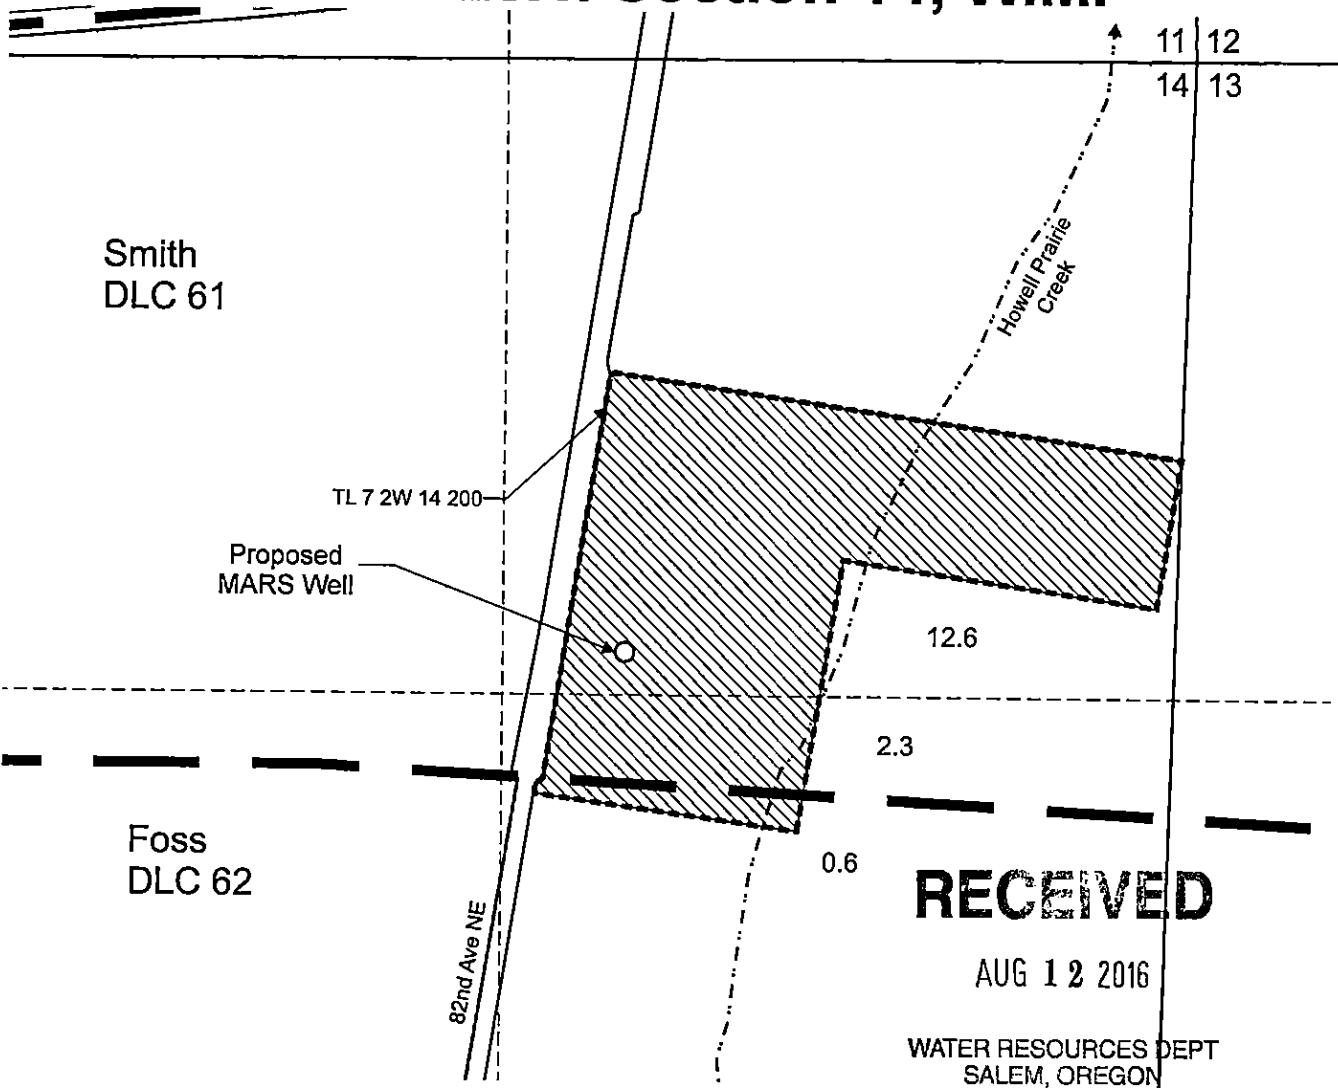 Section 14, W.M.
11 12
14 13
Smith
DLC 61
Howell Prairie
Creek
TL 7 2W 14 200
Proposed
MARS Well
12.6
2.3
Foss
DLC 62
0.6
82nd Ave NE
RECEIVED
AUG 12 2016
WATER RESOURCES DEPT
SALEM, OREGON